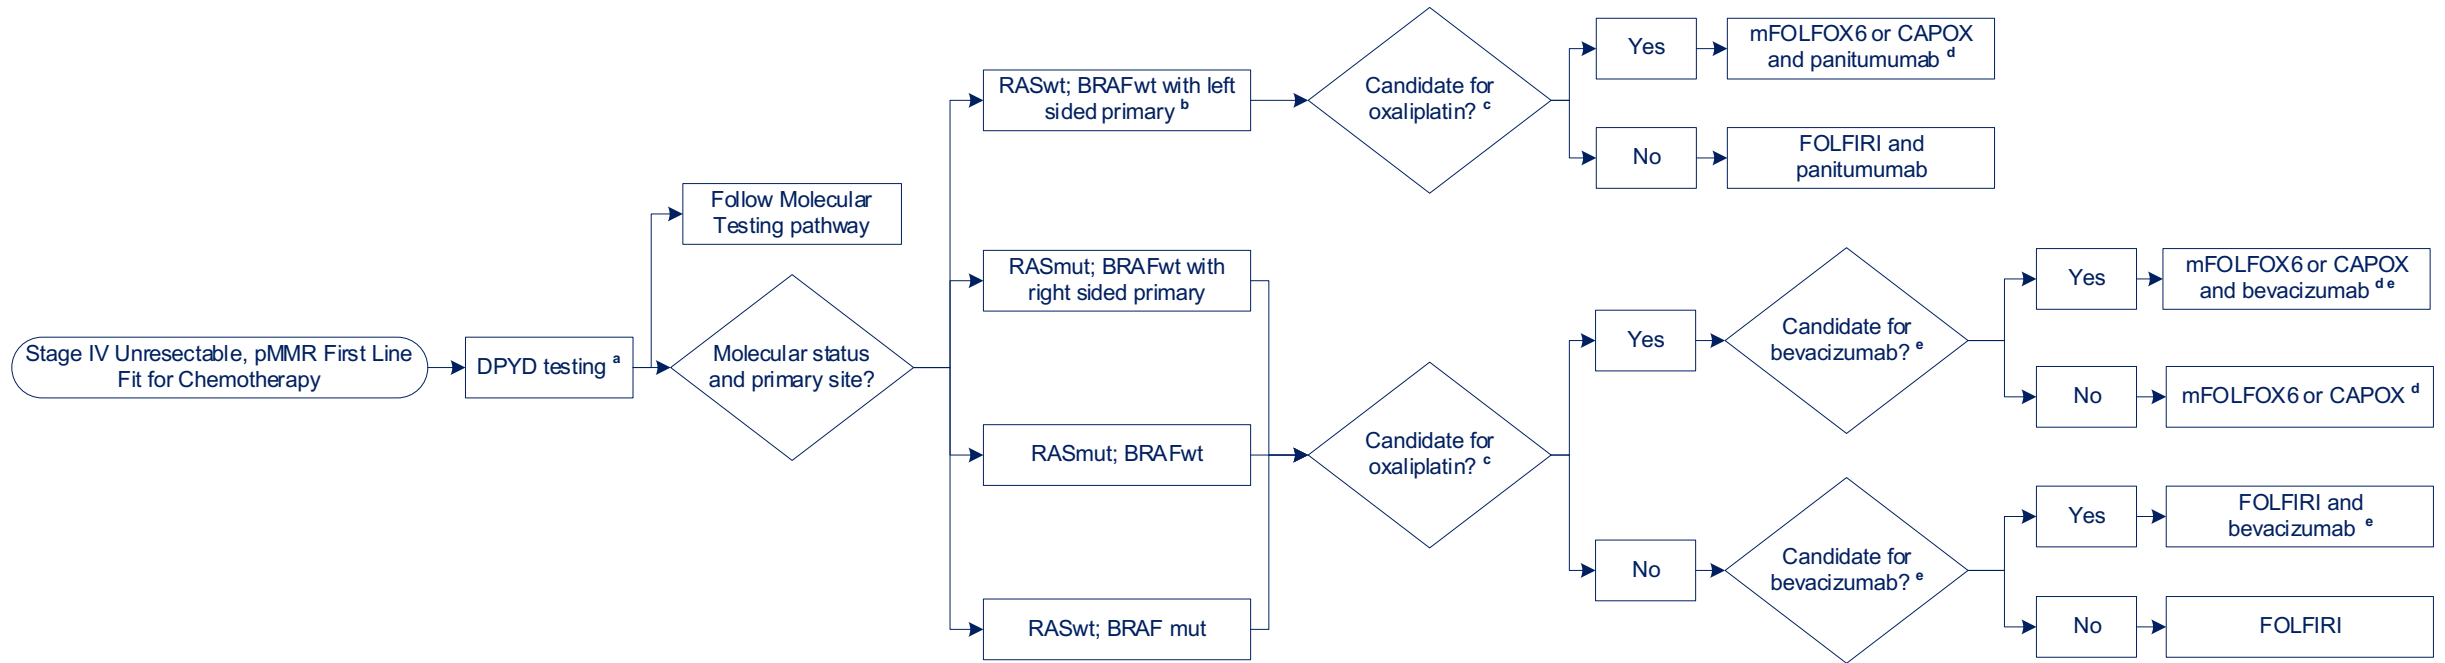 Stage IV Unresectable, pMMR First Line
Fit for Chemotherapy
DPYD testing a
Follow Molecular
Testing pathway
Molecular status
and primary site?
RASwt; BRAFwt with left
sided primary b
RASmut; BRAFwt with
right sided primary
RASmut; BRAFwt
RASwt; BRAF mut
Candidate for
oxaliplatin? c
Yes
mFOLFOX6 or CAPOX
and panitumumab d
No
FOLFIRI and
panitumumab
Candidate for
oxaliplatin? c
Yes
Candidate for
bevacizumab? e
Yes
mFOLFOX6 or CAPOX
and bevacizumab d e
No
mFOLFOX6 or CAPOX d
No
Candidate for
bevacizumab? e
Yes
FOLFIRI and
bevacizumab e
No
FOLFIRI